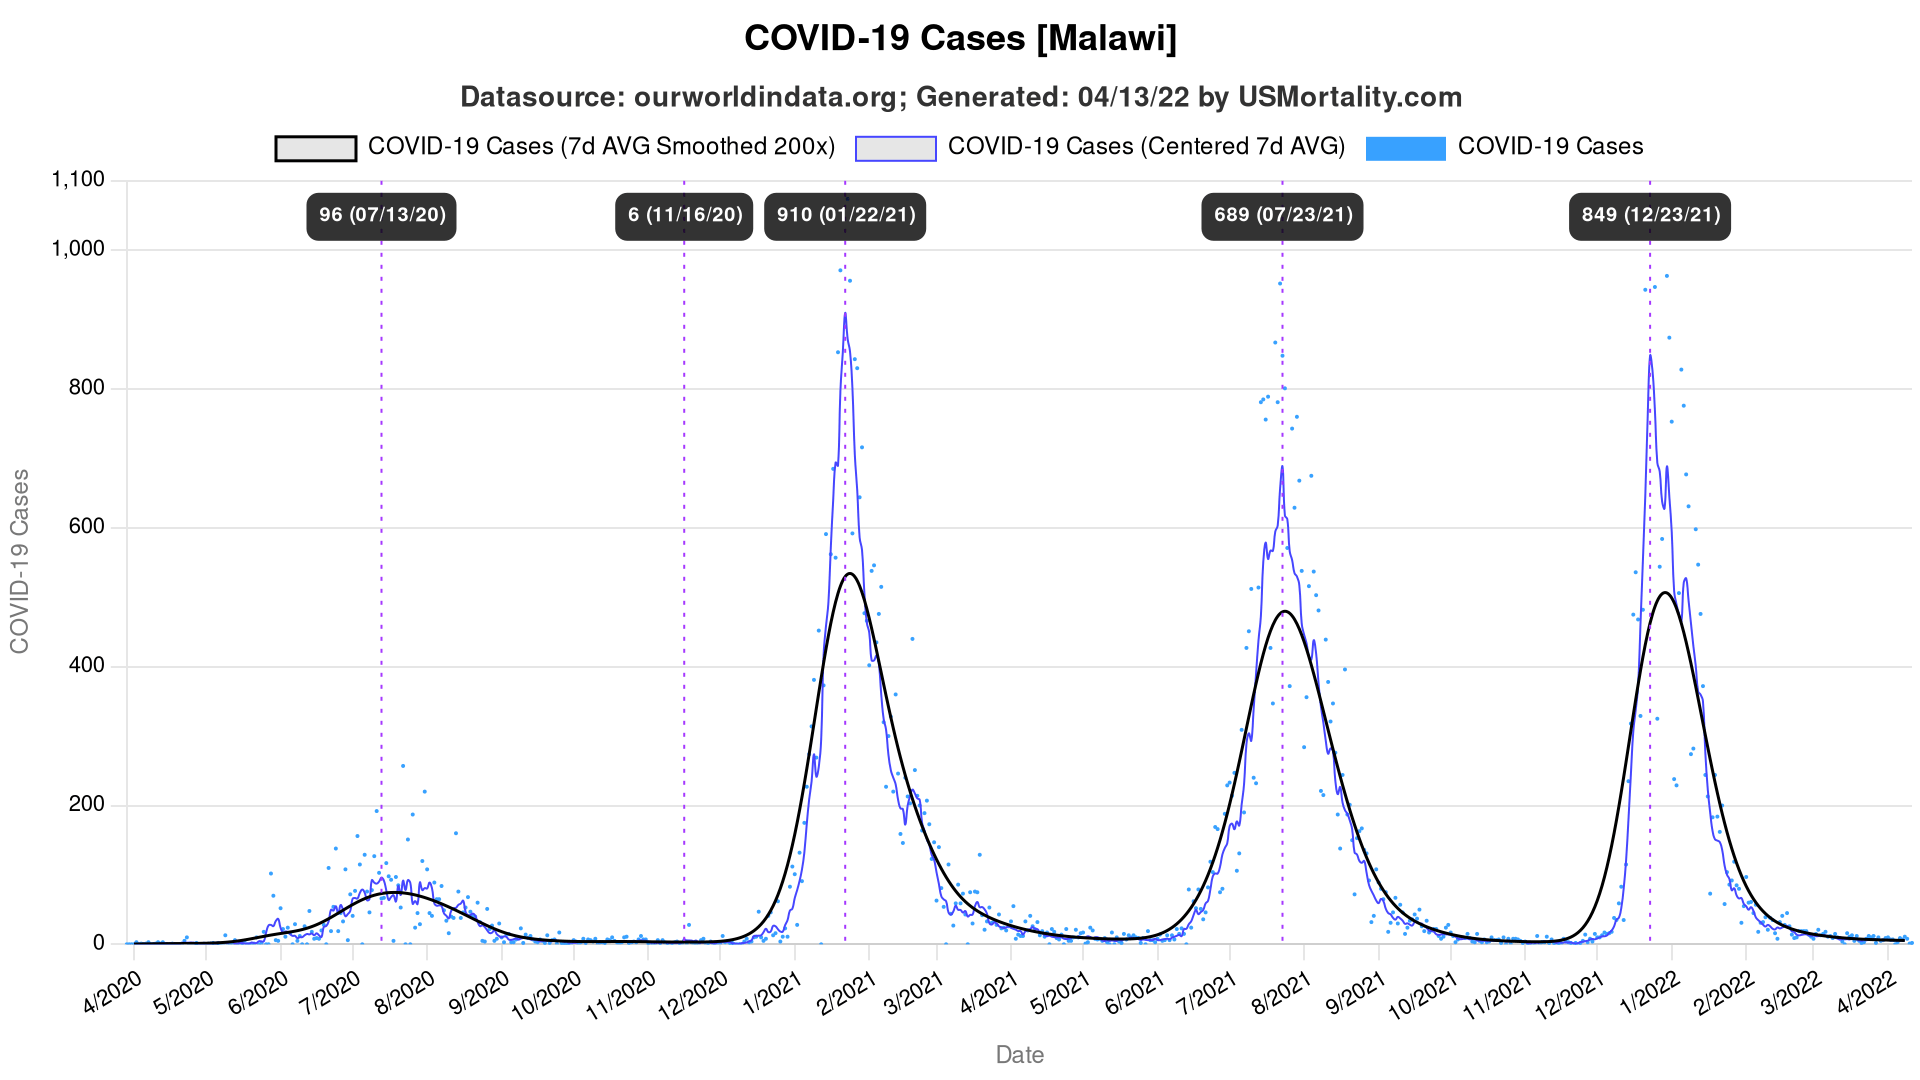 COVID-19 Cases [Malawi]
Datasource: ourworldindata.org; Generated: 04/13/22 by USMortality.com
COVID-19 Cases (7d AVG Smoothed 200x) COVID-19 Cases (Centered 7d AVG) COVID-19 Cases
1,100
96 (07/13/20) 6 (11/16/20) 910 (01/22/21) 689 (07/23/21) 849 (12/23/21)
1,000
800
600
400
200
0
COVID-19 Cases
4/2020 5/2020 6/2020 7/2020 8/2020 9/2020 10/2020 11/2020 12/2020 1/2021 2/2021 3/2021 4/2021 5/2021 6/2021 7/2021 8/2021 9/2021 10/2021 11/2021 12/2021 1/2022 2/2022 3/2022 4/2022
Date